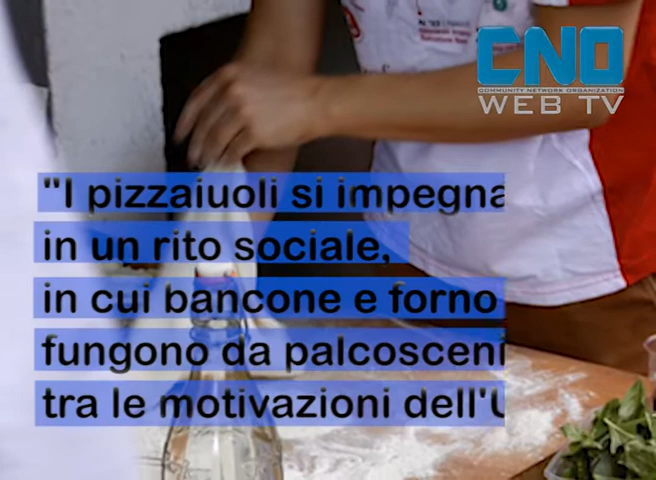 CNO
COMMUNITY NETWORK ORGANIZATION
WEB TV
"I pizzaiuoli si impegna
in un rito sociale,
in cui bancone e forno
fungono da palcosceni
tra le motivazioni dell'U